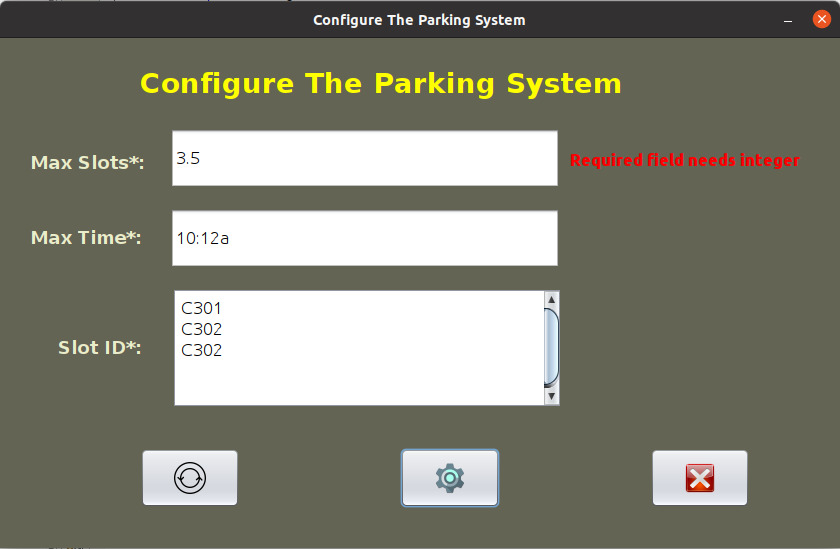 Configure The Parking System
Configure The Parking System
Max Slots*:
3.5
Required field needs integer
Max Time*:
10:12a
Slot ID*:
C301
C302
C302